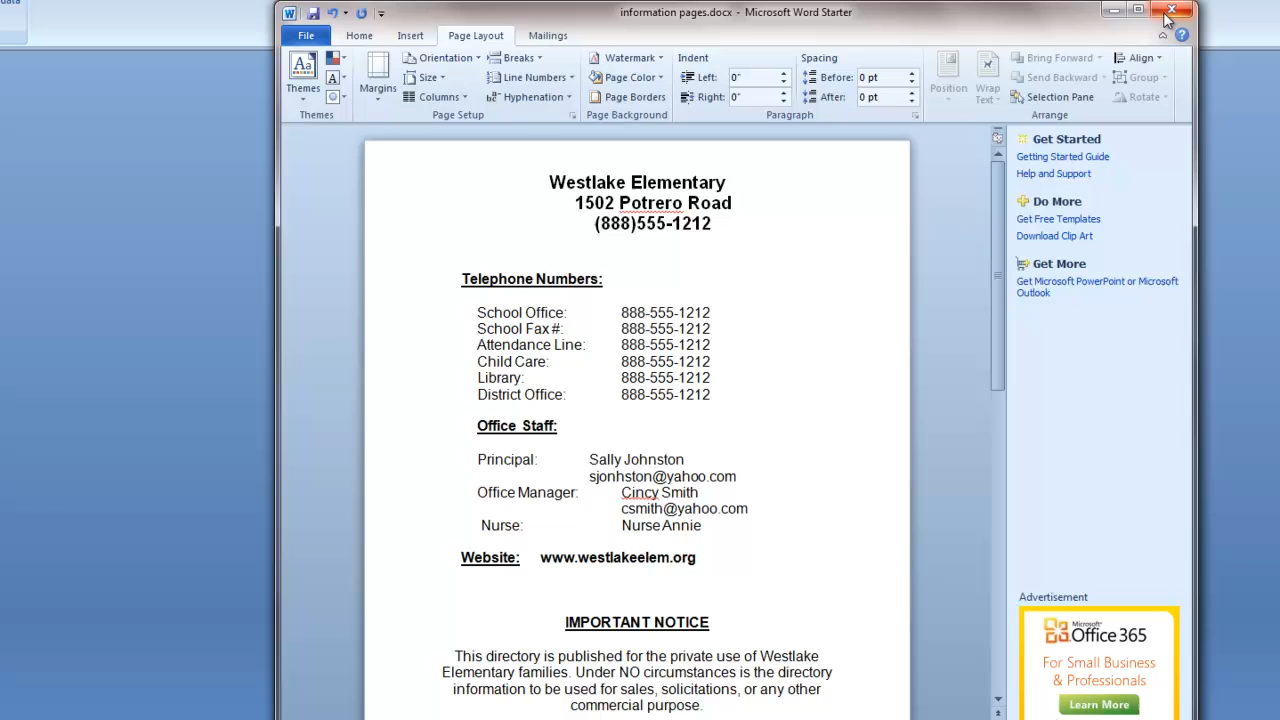 data
information pages.docx - Microsoft Word Starter
File Home Insert Page Layout Mailings
Orientation Breaks Watermark Indent Spacing Bring Forward Align
Aa Size Line Numbers Page Color Left: 0" Before: 0 pt Send Backward Group
Themes Margins Columns Hyphenation Page Borders Right: 0" After: 0 pt Position Wrap Text Selection Pane Rotate
Themes Page Setup Page Background Paragraph Arrange
Westlake Elementary
1502 Potrero Road
(888)555-1212
Telephone Numbers:
School Office: 888-555-1212
School Fax #: 888-555-1212
Attendance Line: 888-555-1212
Child Care: 888-555-1212
Library: 888-555-1212
District Office: 888-555-1212
Office Staff:
Principal: Sally Johnston
sjonhston@yahoo.com
Office Manager: Cincy Smith
csmith@yahoo.com
Nurse: Nurse Annie
Website: www.westlakeelem.org
IMPORTANT NOTICE
This directory is published for the private use of Westlake
Elementary families. Under NO circumstances is the directory
information to be used for sales, solicitations, or any other
commercial purpose.
Get Started
Getting Started Guide
Help and Support
Do More
Get Free Templates
Download Clip Art
Get More
Get Microsoft PowerPoint or Microsoft
Outlook
Advertisement
Microsoft
Office 365
For Small Business
& Professionals
Learn More